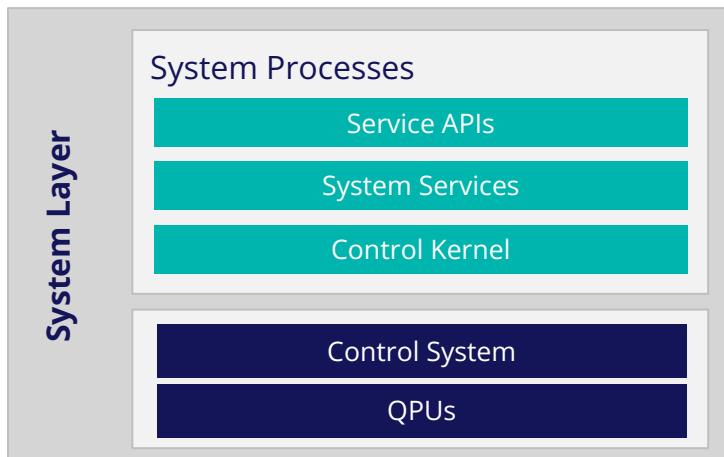 System Layer
System Processes
Service APIs
System Services
Control Kernel
Control System
QPUs